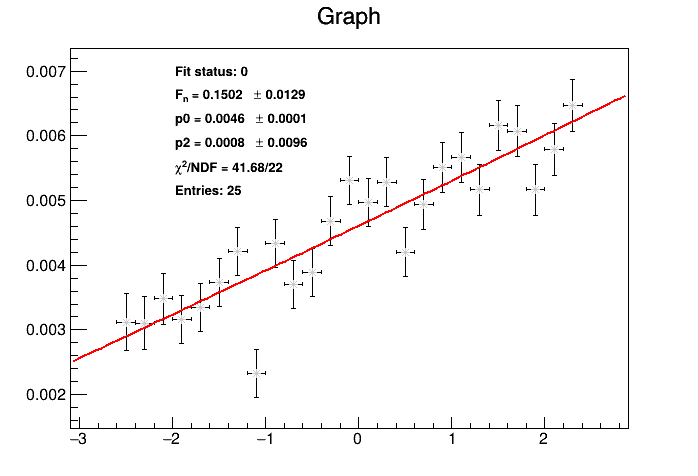 Graph
0.007
0.006
0.005
0.004
0.003
0.002
Fit status: 0
Fn = 0.1502 ± 0.0129
p0 = 0.0046 ± 0.0001
p2 = 0.0008 ± 0.0096
χ²/NDF = 41.68/22
Entries: 25
−3 −2 −1 0 1 2